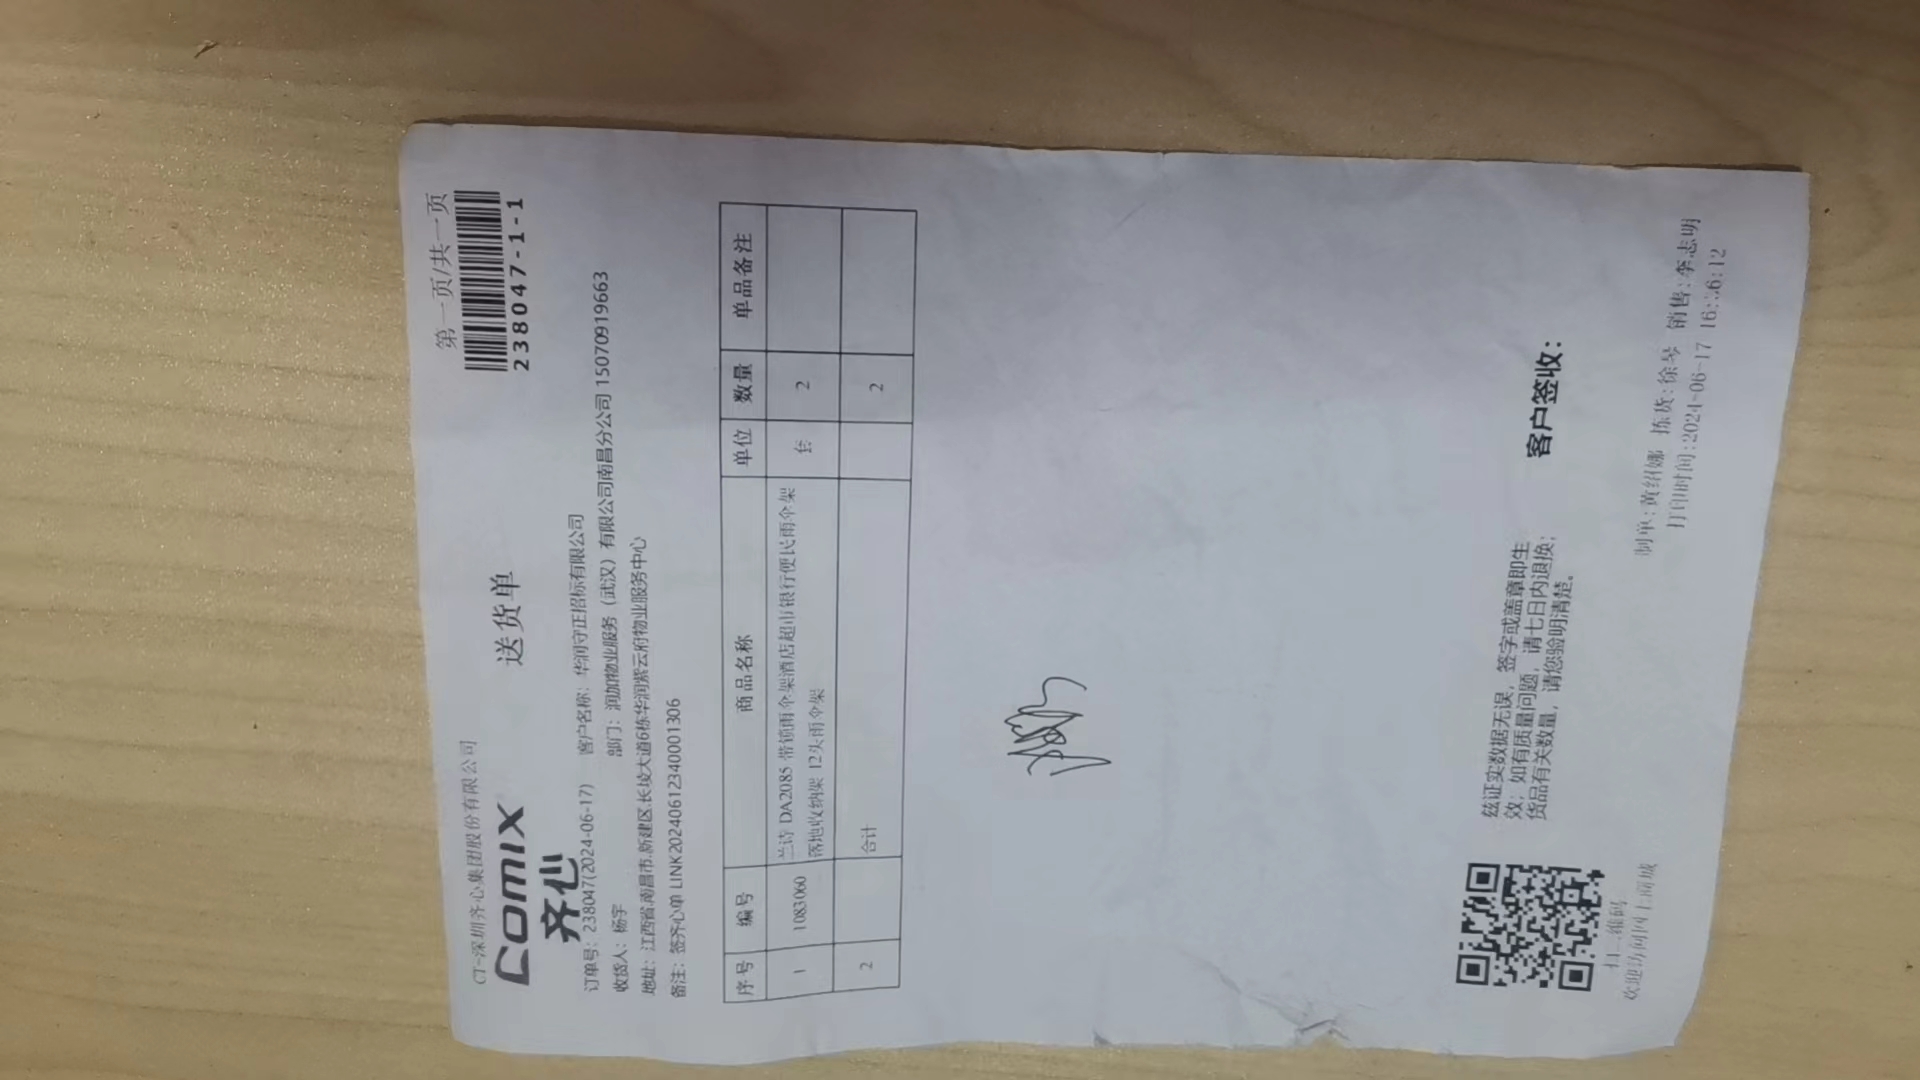 CT-深圳齐心集团股份有限公司
第一页/共一页
comix
齐心
送货单
238047-1-1
订单号：238047(2024-06-17) 客户名称：华润守正招标有限公司
收货人：杨宇 部门：润加物业服务（武汉）有限公司南昌分公司 15070919663
地址：江西省.南昌市.新建区.长堎大道6栋华润紫云府物业服务中心
备注：签齐心单 LINK20240612340001306
序号 编号 商品名称 单位 数量 单品备注
1 1083060 兰诗 DA2085 带锁雨伞架酒店超市银行便民雨伞架 套 2
落地收纳架 12头雨伞架
2 合计 2
兹证实数据无误，签字或盖章即生
效；如有质量问题，请七日内退换；
货品有关数量，请您验明清楚。
客户签收：
扫二维码
欢迎访问网上商城
制单：黄绍娜 拣货：徐琴 销售：李志明
打印时间：2024-06-17